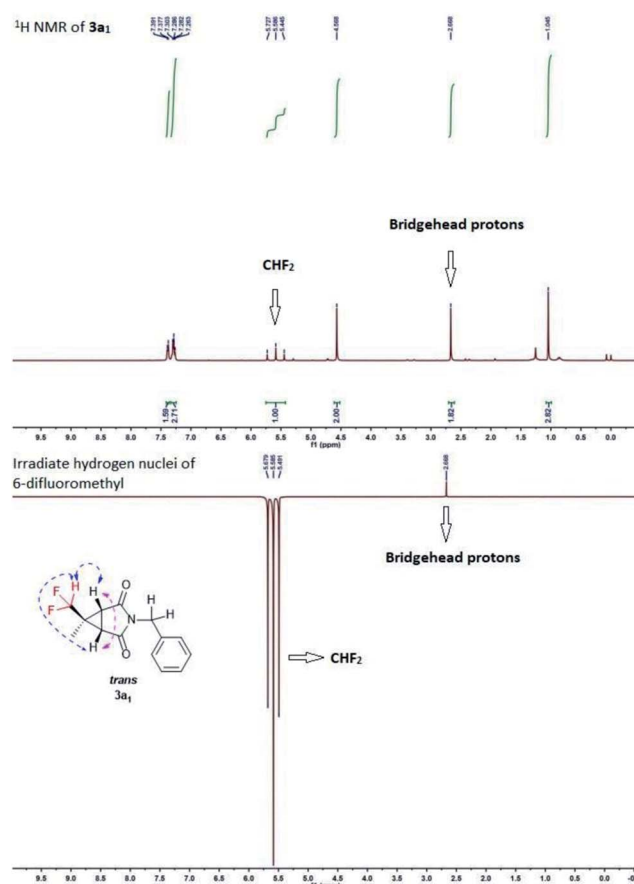 ¹H NMR of 3a₁
7.391
7.377
7.303
7.286
7.282
7.263
5.727
5.586
5.445
4.569
2.668
1.045
Bridgehead protons
CHF₂
1.59
2.71
1.00
2.00
1.82
2.82
9.5 9.0 8.5 8.0 7.5 7.0 6.5 6.0 5.5 5.0 4.5 4.0 3.5 3.0 2.5 2.0 1.5 1.0 0.5 0.0
f1 (ppm)
Irradiate hydrogen nuclei of
6-difluoromethyl
5.679
5.585
5.491
2.668
Bridgehead protons
F H H O H
F N H
H O
trans
3a₁
CHF₂
9.5 9.0 8.5 8.0 7.5 7.0 6.5 6.0 5.5 5.0 4.5 4.0 3.5 3.0 2.5 2.0 1.5 1.0 0.5 0.0